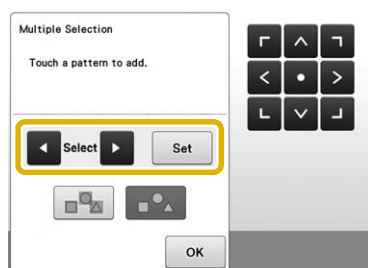 Multiple Selection
Touch a pattern to add.
Select
Set
OK